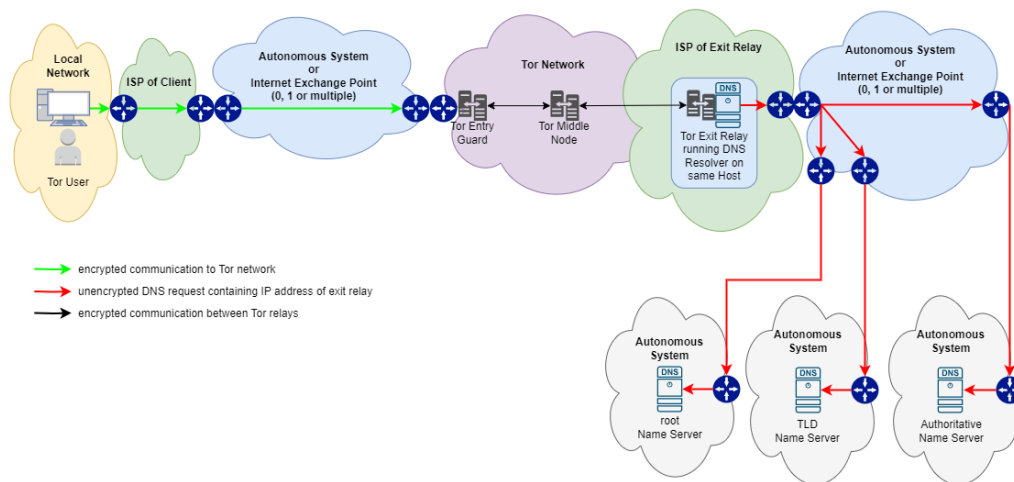 Local
Network
Tor User
ISP of Client
Autonomous System
or
Internet Exchange Point
(0, 1 or multiple)
Tor Network
Tor Entry
Guard
Tor Middle
Node
ISP of Exit Relay
DNS
Tor Exit Relay
running DNS
Resolver on
same Host
Autonomous System
or
Internet Exchange Point
(0, 1 or multiple)
encrypted communication to Tor network
unencrypted DNS request containing IP address of exit relay
encrypted communication between Tor relays
Autonomous
System
DNS
root
Name Server
Autonomous
System
DNS
TLD
Name Server
Autonomous
System
DNS
Authoritative
Name Server